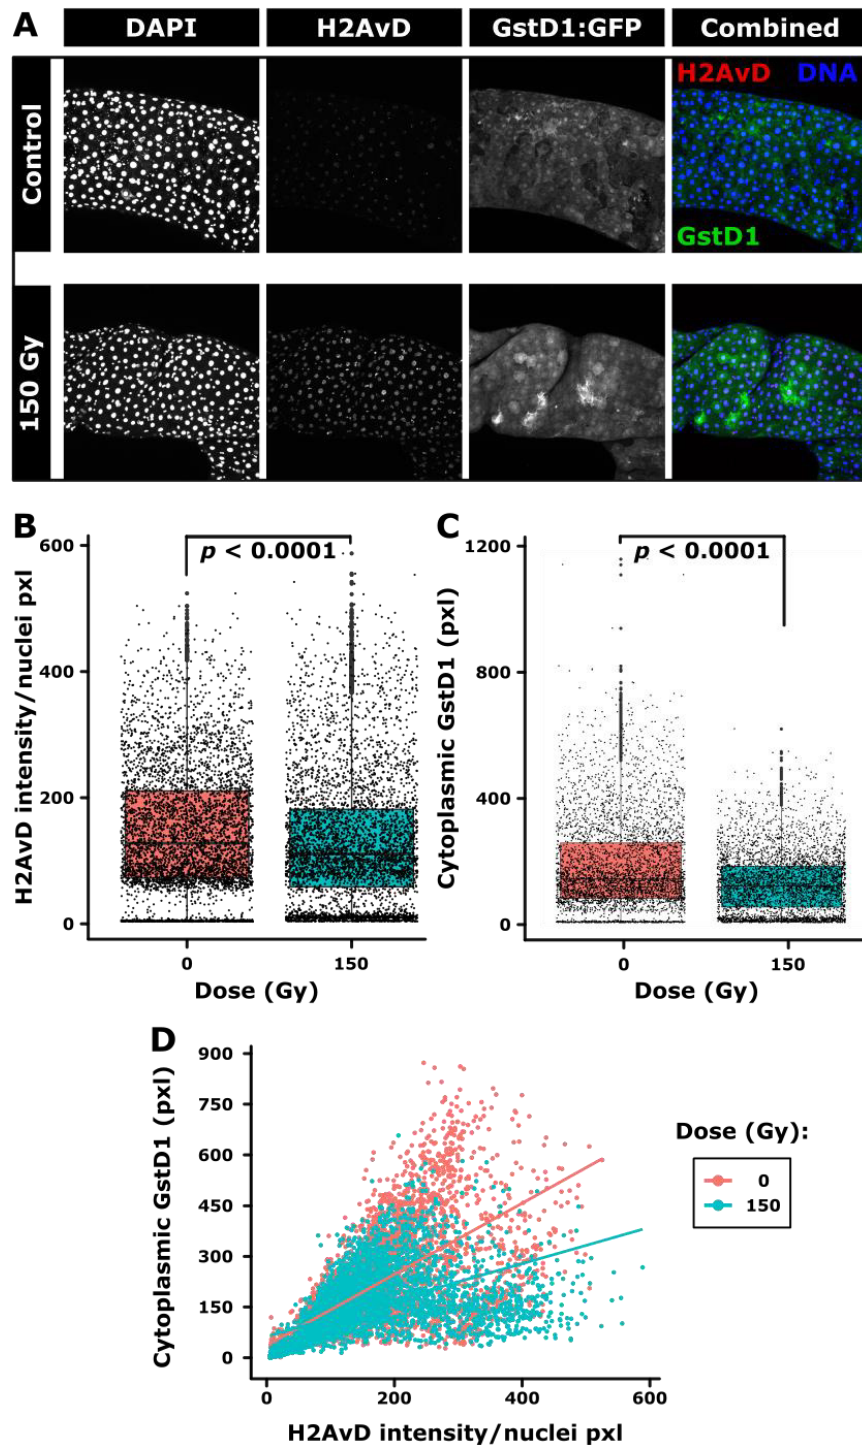 A
DAPI
H2AvD
GstD1:GFP
Combined
Control
H2AvD DNA
GstD1
150 Gy
B
H2AvD intensity/nuclei pxl
600
400
200
0
p < 0.0001
0
150
Dose (Gy)
C
Cytoplasmic GstD1 (pxl)
1200
800
400
0
p < 0.0001
0
150
Dose (Gy)
D
Cytoplasmic GstD1 (pxl)
900
750
600
450
300
150
0
0
200
400
600
H2AvD intensity/nuclei pxl
Dose (Gy):
0
150